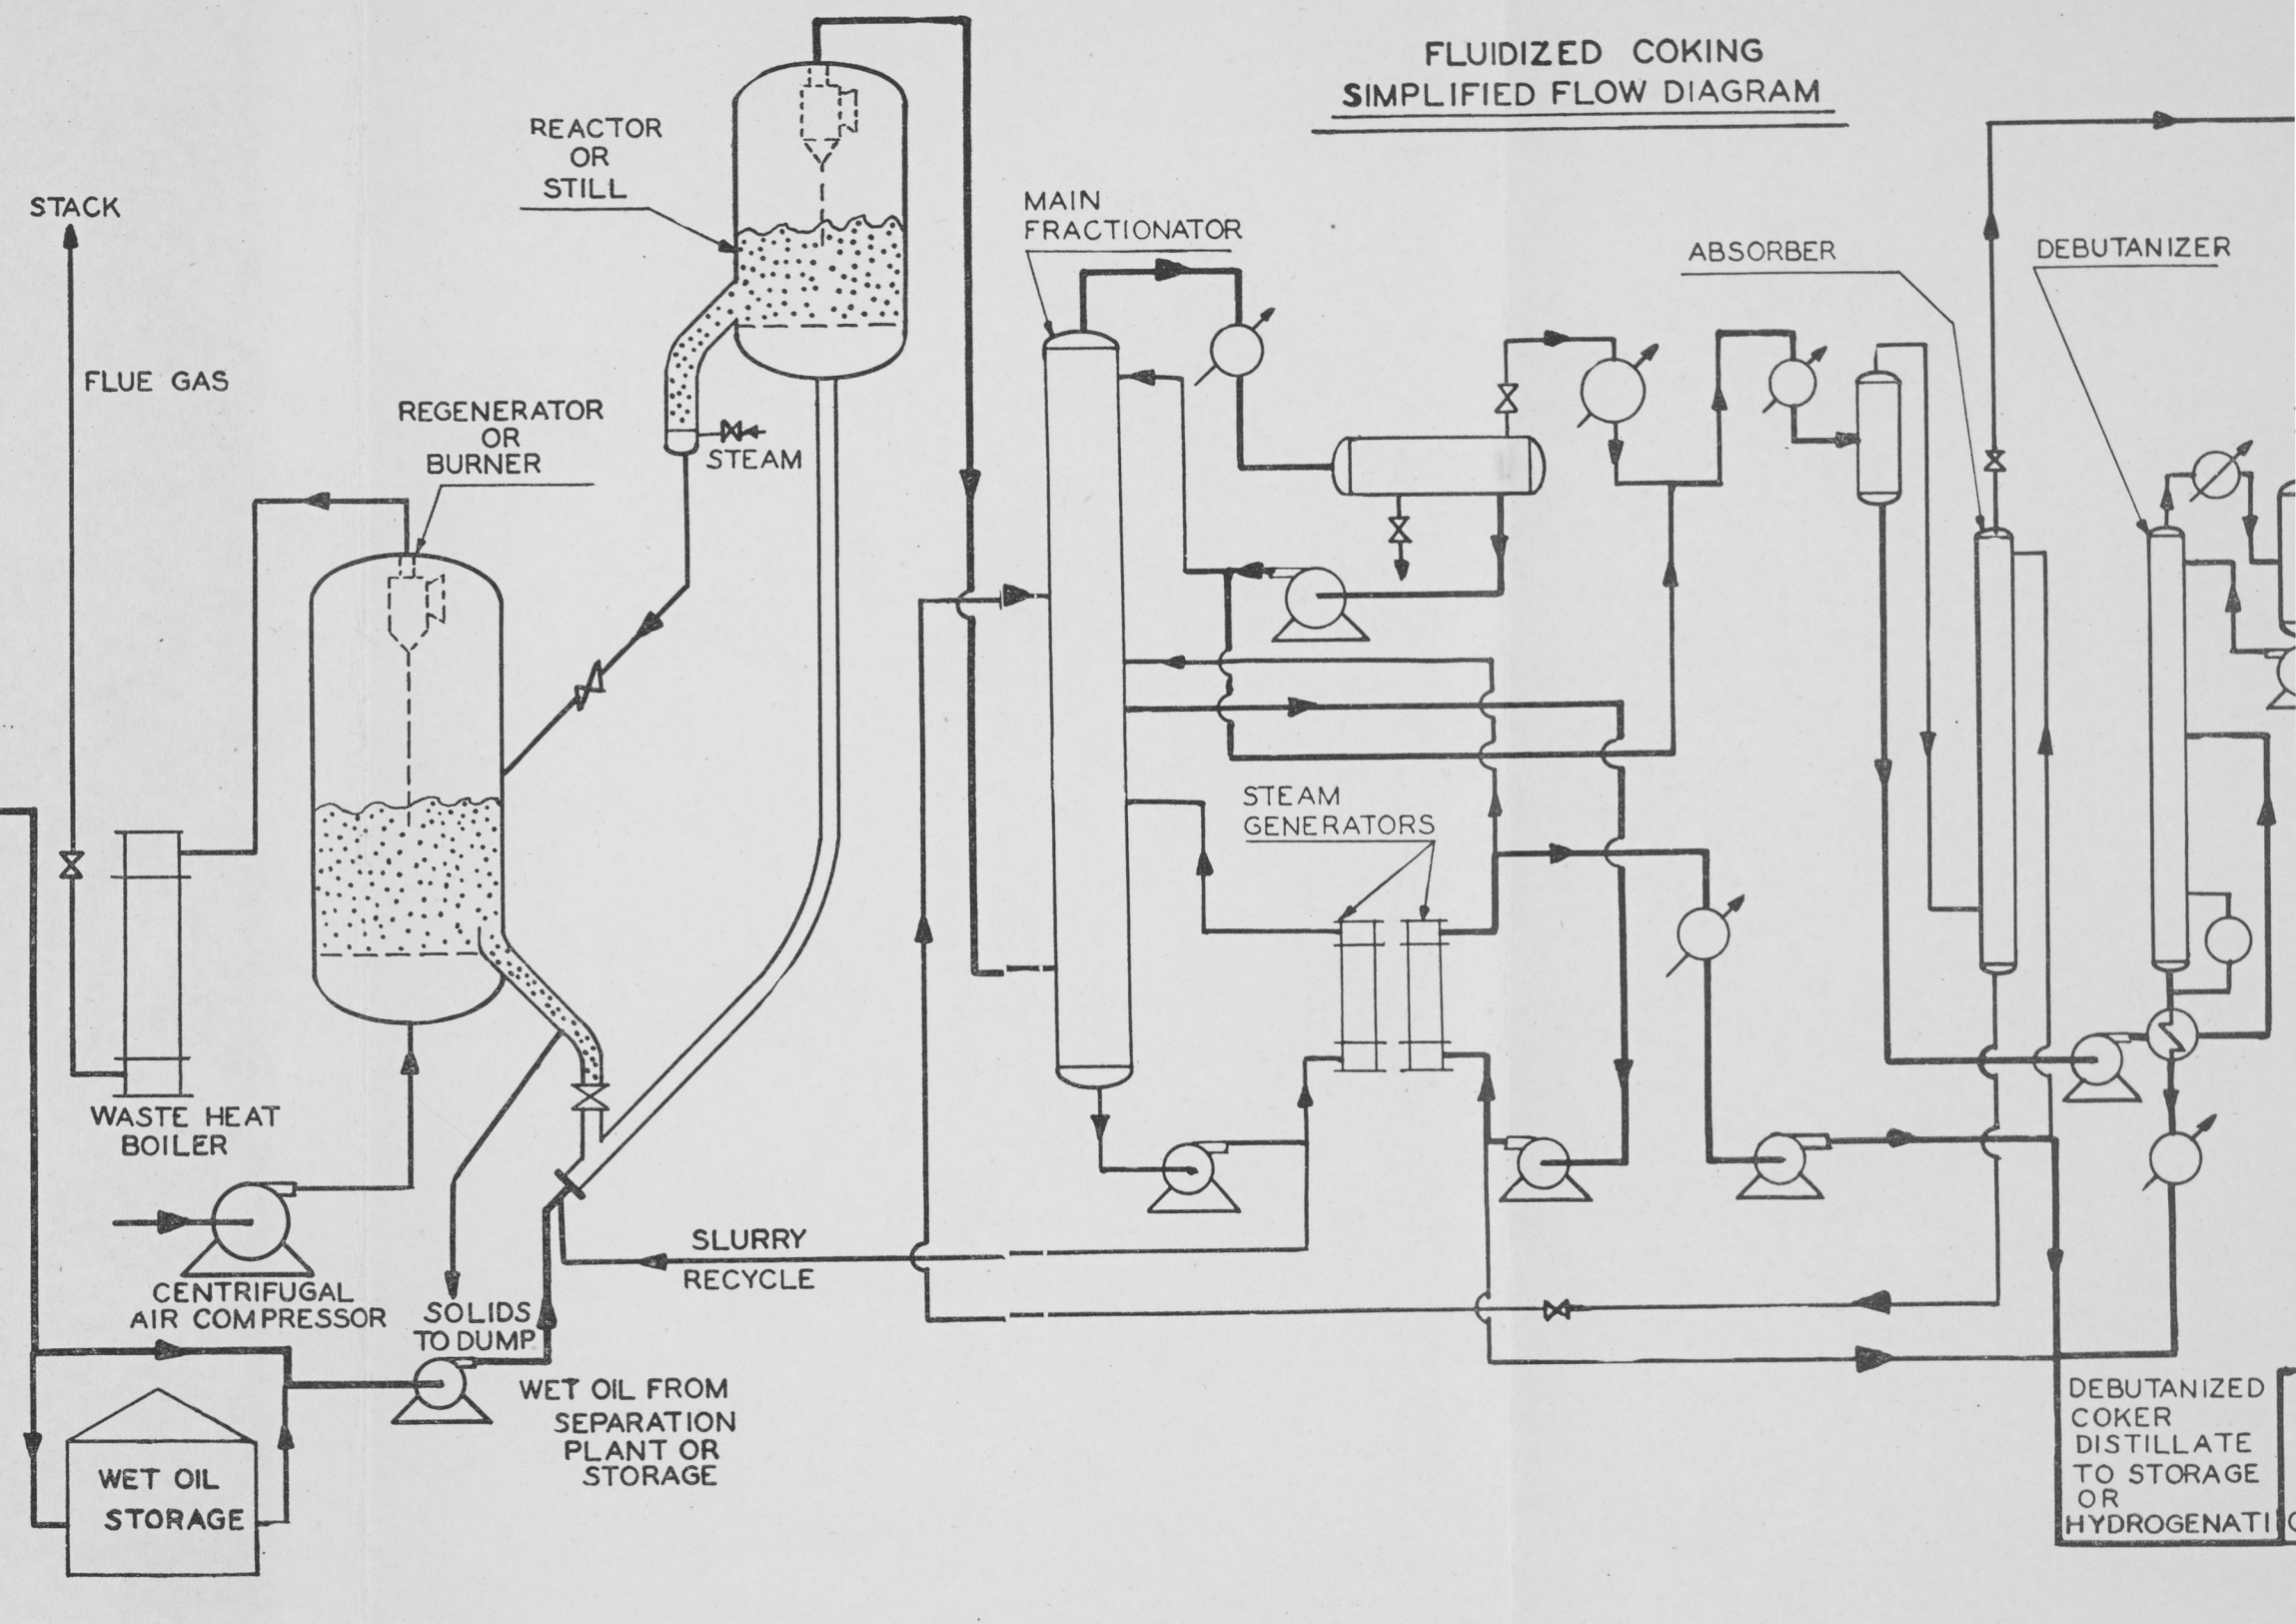 FLUIDIZED COKING
SIMPLIFIED FLOW DIAGRAM
REACTOR
OR
STILL
STACK
MAIN
FRACTIONATOR
ABSORBER
DEBUTANIZER
FLUE GAS
REGENERATOR
OR
BURNER
STEAM
STEAM
GENERATORS
WASTE HEAT
BOILER
SLURRY
RECYCLE
CENTRIFUGAL
AIR COMPRESSOR
SOLIDS
TO DUMP
WET OIL FROM
SEPARATION
PLANT OR
STORAGE
WET OIL
STORAGE
DEBUTANIZED
COKER
DISTILLATE
TO STORAGE
OR
HYDROGENATI